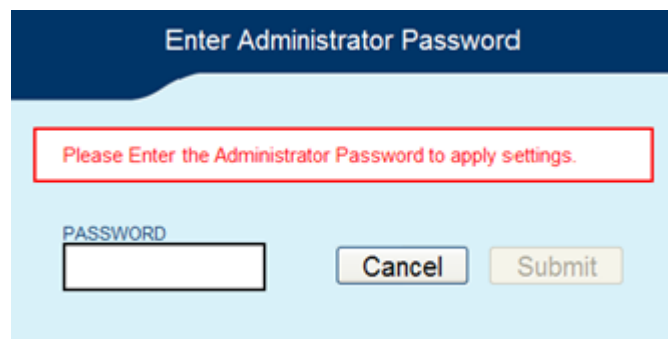 Enter Administrator Password
Please Enter the Administrator Password to apply settings.
PASSWORD
Cancel Submit